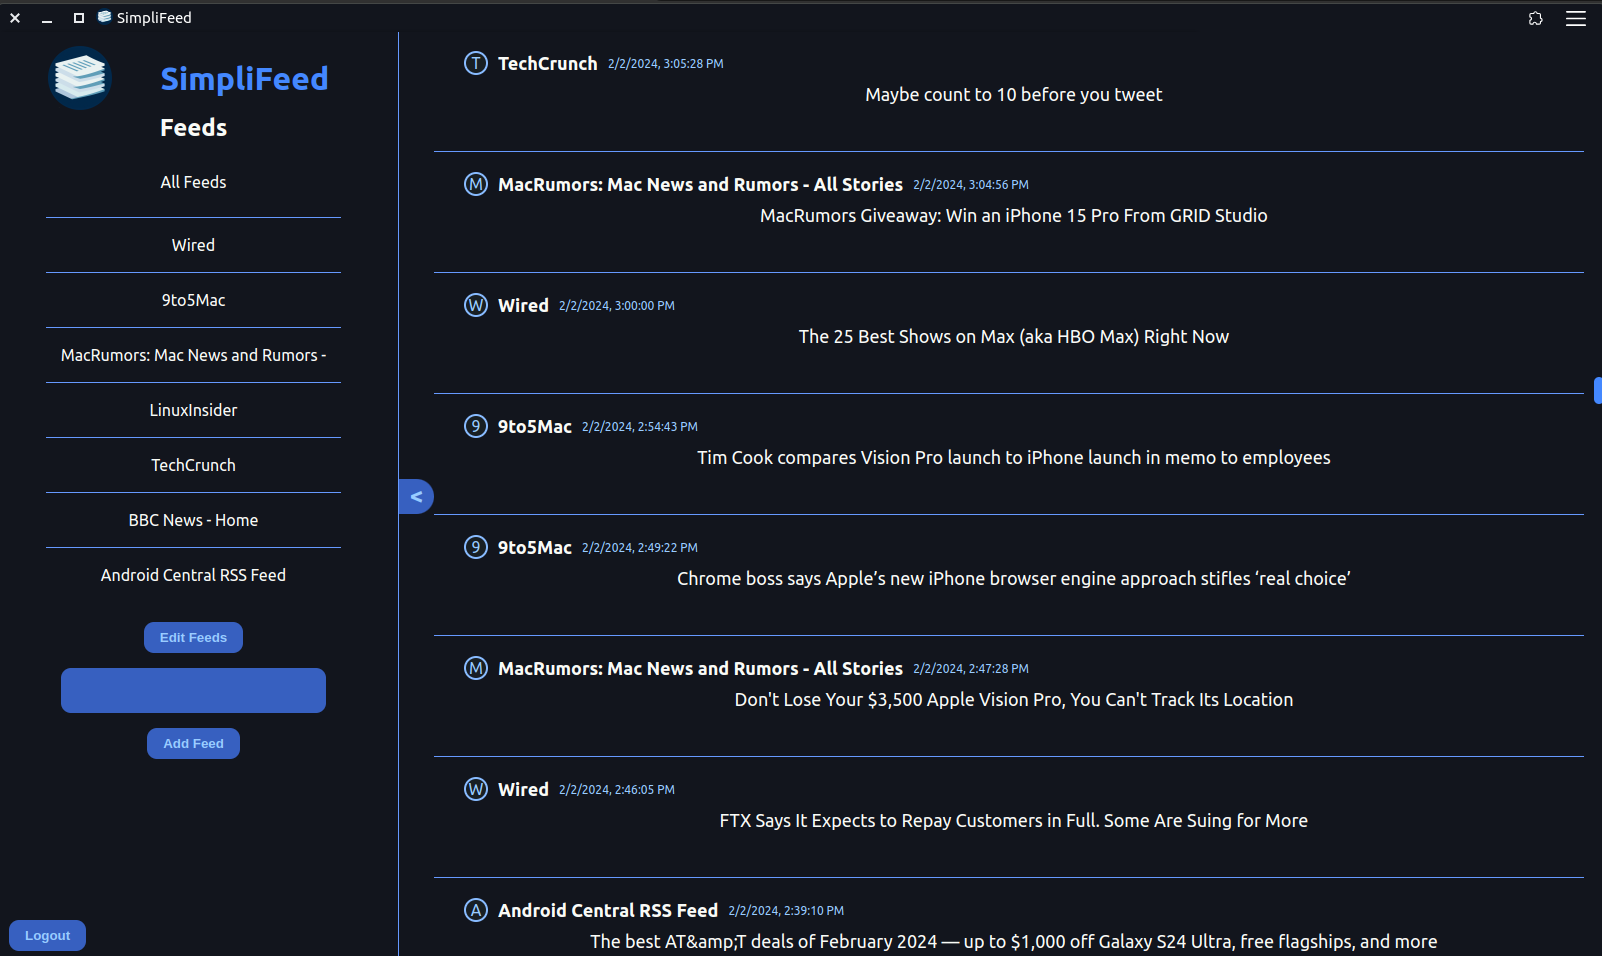 SimpliFeed
SimpliFeed
Feeds
All Feeds
Wired
9to5Mac
MacRumors: Mac News and Rumors -
LinuxInsider
TechCrunch
BBC News - Home
Android Central RSS Feed
Edit Feeds
Add Feed
Logout
<
T TechCrunch 2/2/2024, 3:05:28 PM
Maybe count to 10 before you tweet
M MacRumors: Mac News and Rumors - All Stories 2/2/2024, 3:04:56 PM
MacRumors Giveaway: Win an iPhone 15 Pro From GRID Studio
W Wired 2/2/2024, 3:00:00 PM
The 25 Best Shows on Max (aka HBO Max) Right Now
9 9to5Mac 2/2/2024, 2:54:43 PM
Tim Cook compares Vision Pro launch to iPhone launch in memo to employees
9 9to5Mac 2/2/2024, 2:49:22 PM
Chrome boss says Apple’s new iPhone browser engine approach stifles ‘real choice’
M MacRumors: Mac News and Rumors - All Stories 2/2/2024, 2:47:28 PM
Don't Lose Your $3,500 Apple Vision Pro, You Can't Track Its Location
W Wired 2/2/2024, 2:46:05 PM
FTX Says It Expects to Repay Customers in Full. Some Are Suing for More
A Android Central RSS Feed 2/2/2024, 2:39:10 PM
The best AT&amp;T deals of February 2024 — up to $1,000 off Galaxy S24 Ultra, free flagships, and more